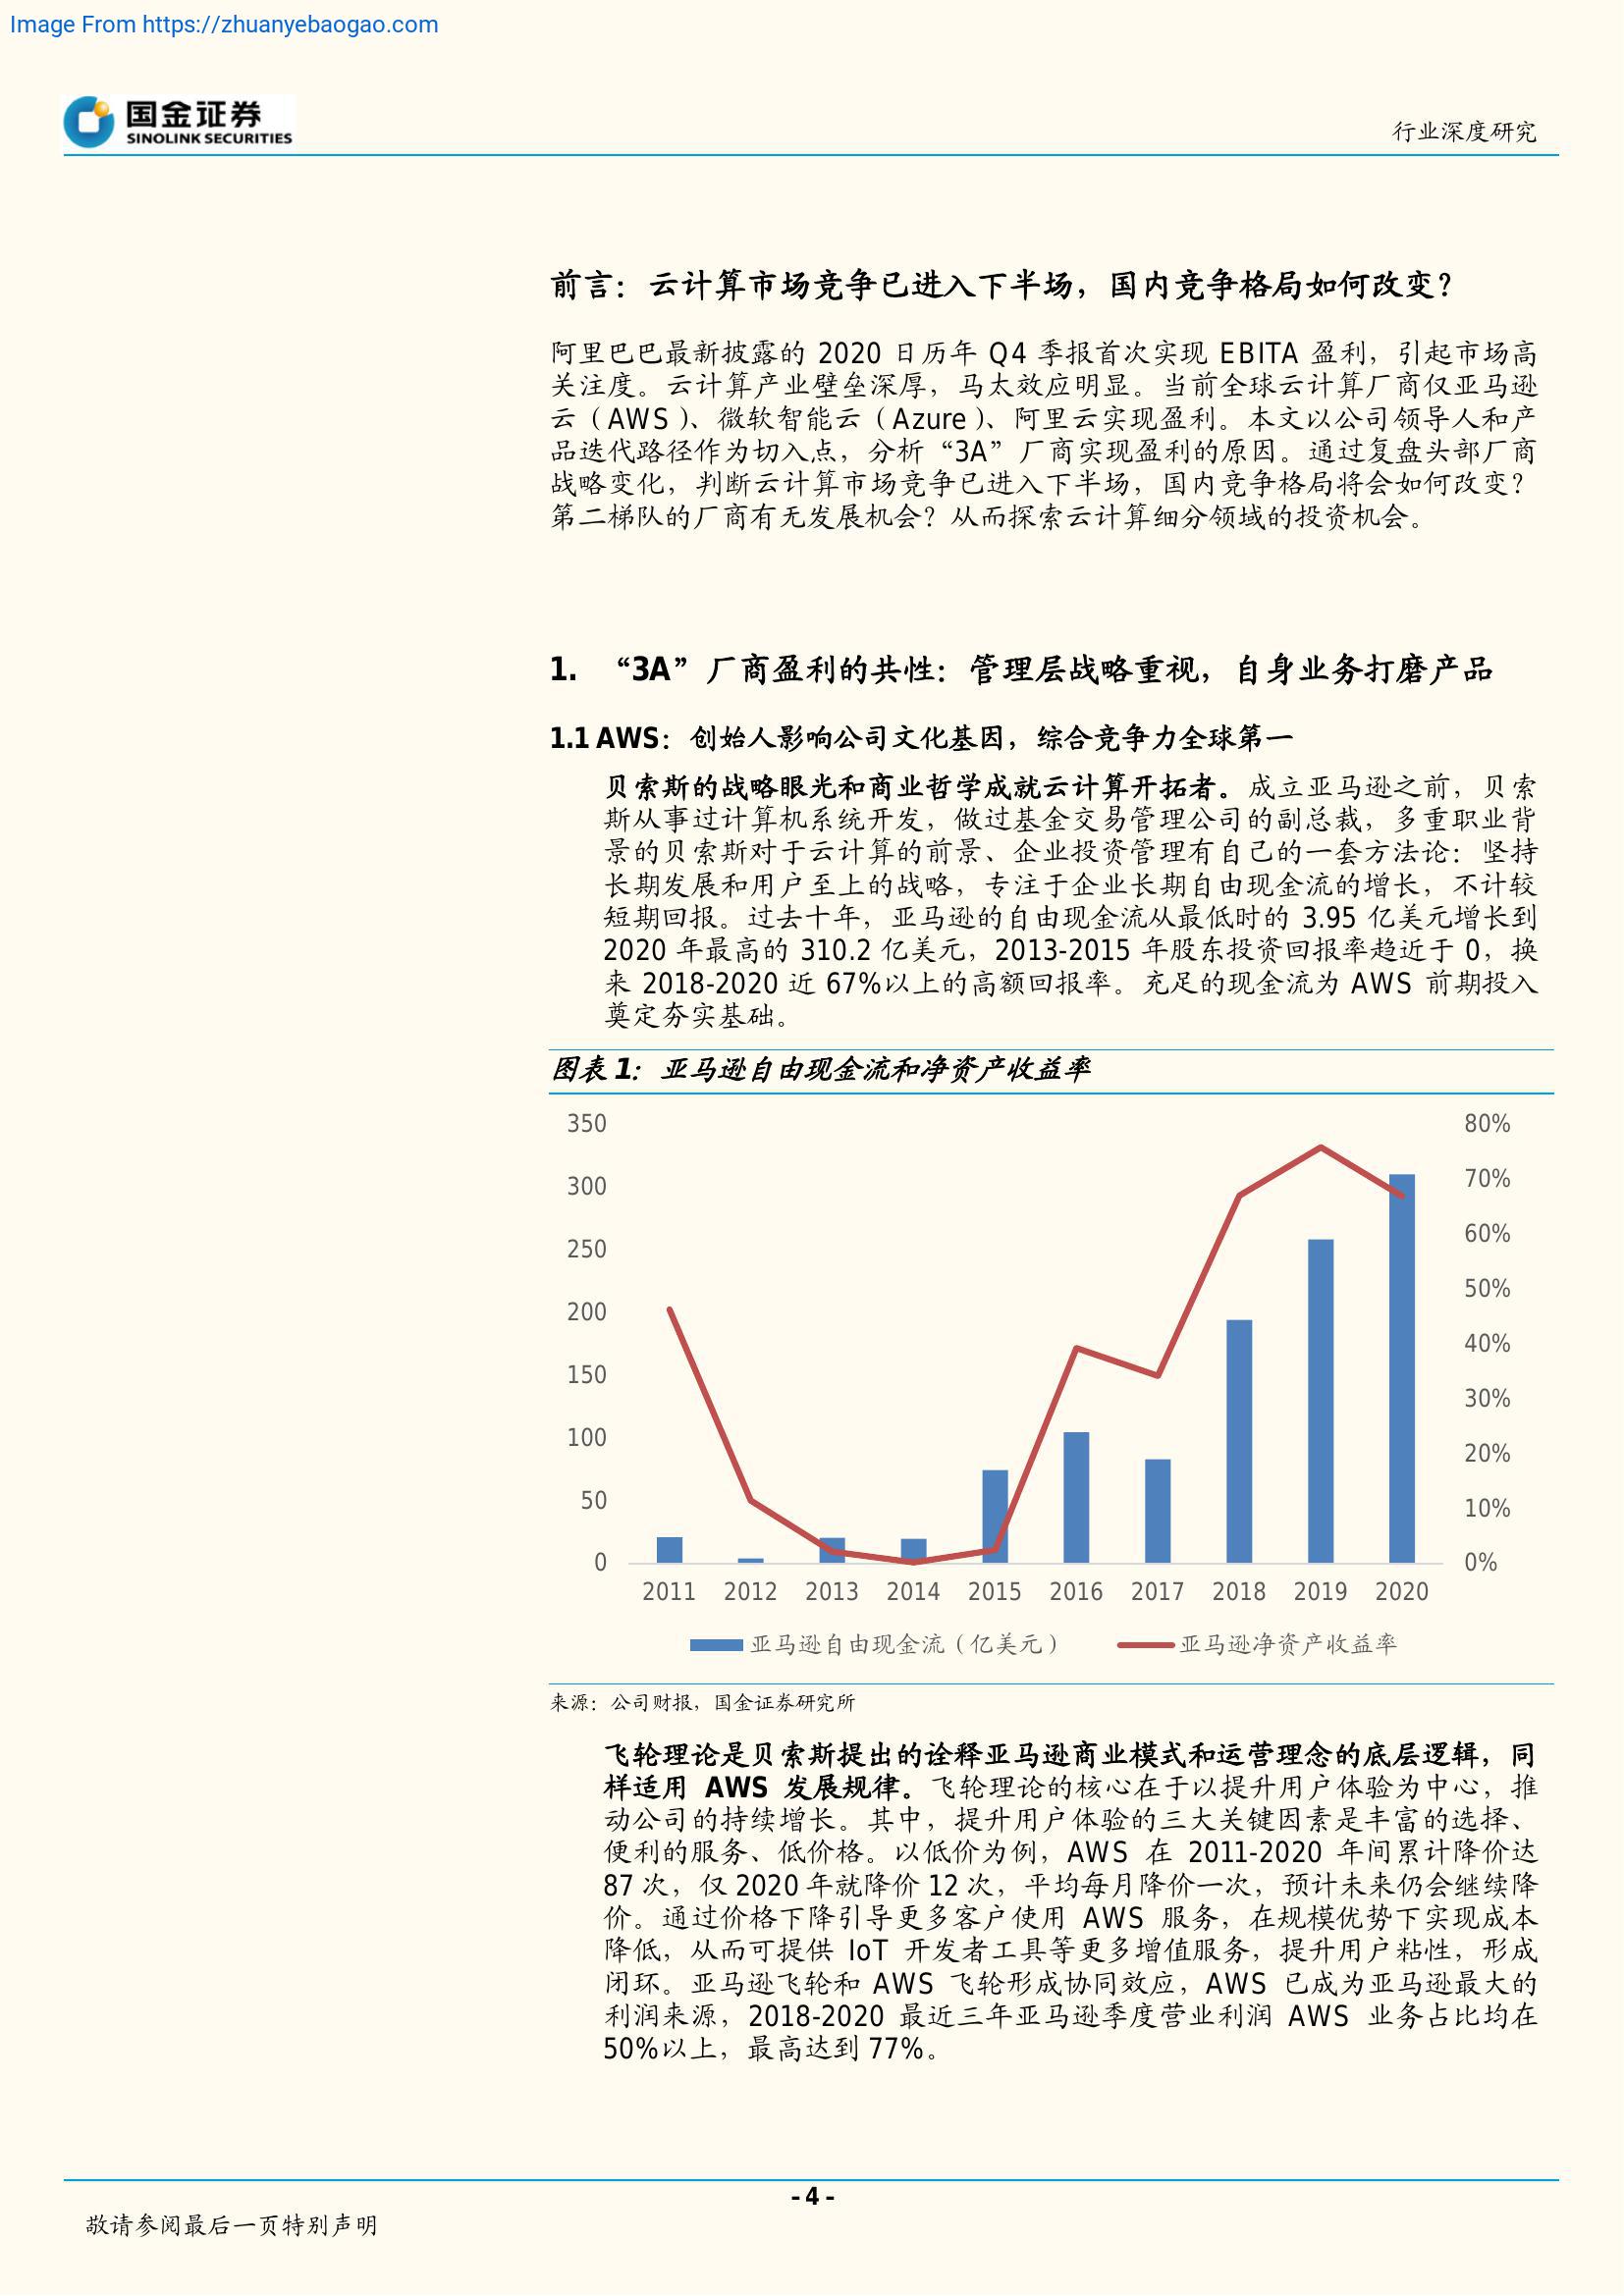 Image From https://zhuanyebaogao.com
国金证券
SINOLINK SECURITIES
行业深度研究
前言：云计算市场竞争已进入下半场，国内竞争格局如何改变？
阿里巴巴最新披露的 2020 日历年 Q4 季报首次实现 EBITA 盈利，引起市场高
关注度。云计算产业壁垒深厚，马太效应明显。当前全球云计算厂商仅亚马逊
云（AWS）、微软智能云（Azure）、阿里云实现盈利。本文以公司领导人和产
品迭代路径作为切入点，分析“3A”厂商实现盈利的原因。通过复盘头部厂商
战略变化，判断云计算市场竞争已进入下半场，国内竞争格局将会如何改变？
第二梯队的厂商有无发展机会？从而探索云计算细分领域的投资机会。
1. “3A”厂商盈利的共性：管理层战略重视，自身业务打磨产品
1.1 AWS：创始人影响公司文化基因，综合竞争力全球第一
贝索斯的战略眼光和商业哲学成就云计算开拓者。成立亚马逊之前，贝索
斯从事过计算机系统开发，做过基金交易管理公司的副总裁，多重职业背
景的贝索斯对于云计算的前景、企业投资管理有自己的一套方法论：坚持
长期发展和用户至上的战略，专注于企业长期自由现金流的增长，不计较
短期回报。过去十年，亚马逊的自由现金流从最低时的 3.95 亿美元增长到
2020 年最高的 310.2 亿美元，2013-2015 年股东投资回报率趋近于 0，换
来 2018-2020 近 67%以上的高额回报率。充足的现金流为 AWS 前期投入
奠定夯实基础。
图表 1：亚马逊自由现金流和净资产收益率
350
300
250
200
150
100
50
0
80%
70%
60%
50%
40%
30%
20%
10%
0%
2011 2012 2013 2014 2015 2016 2017 2018 2019 2020
亚马逊自由现金流（亿美元） 亚马逊净资产收益率
来源：公司财报，国金证券研究所
飞轮理论是贝索斯提出的诠释亚马逊商业模式和运营理念的底层逻辑，同
样适用 AWS 发展规律。飞轮理论的核心在于以提升用户体验为中心，推
动公司的持续增长。其中，提升用户体验的三大关键因素是丰富的选择、
便利的服务、低价格。以低价为例，AWS 在 2011-2020 年间累计降价达
87 次，仅 2020 年就降价 12 次，平均每月降价一次，预计未来仍会继续降
价。通过价格下降引导更多客户使用 AWS 服务，在规模优势下实现成本
降低，从而可提供 IoT 开发者工具等更多增值服务，提升用户粘性，形成
闭环。亚马逊飞轮和 AWS 飞轮形成协同效应，AWS 已成为亚马逊最大的
利润来源，2018-2020 最近三年亚马逊季度营业利润 AWS 业务占比均在
50%以上，最高达到 77%。
- 4 -
敬请参阅最后一页特别声明